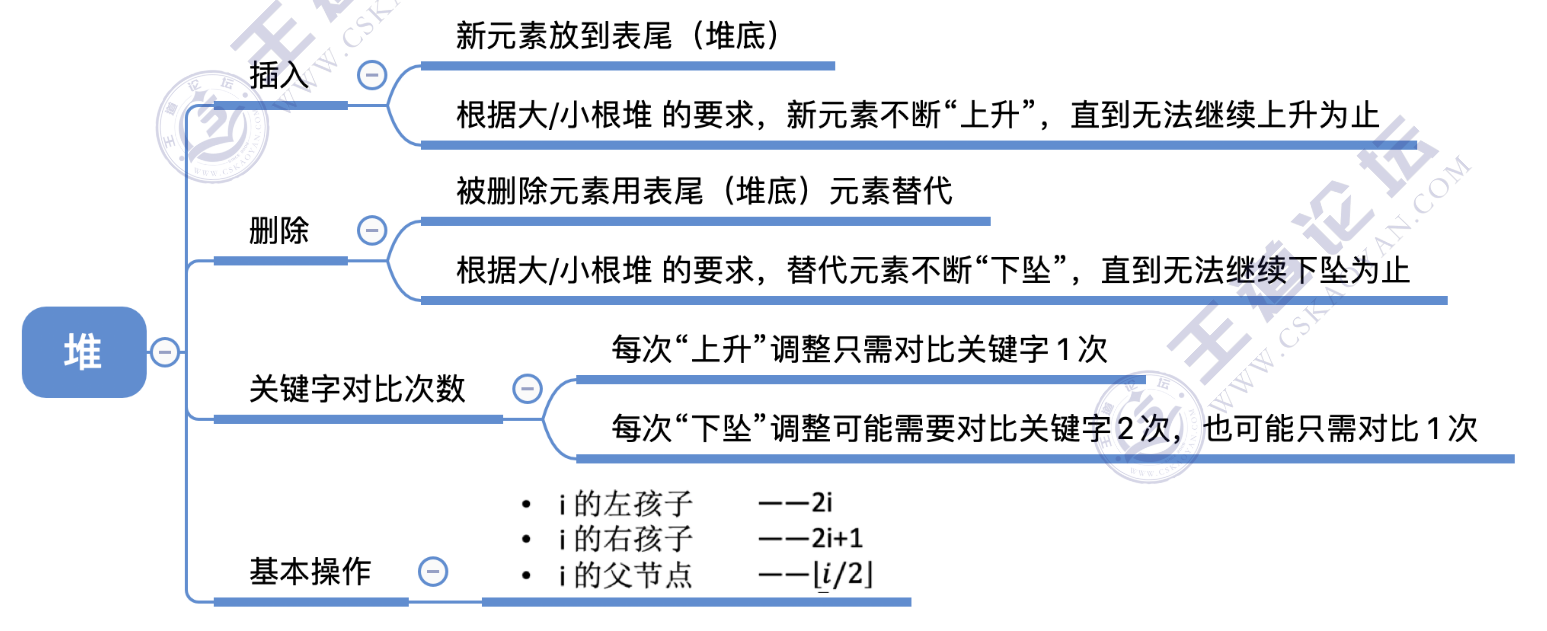 堆
插入
新元素放到表尾（堆底）
根据大/小根堆 的要求，新元素不断“上升”，直到无法继续上升为止
删除
被删除元素用表尾（堆底）元素替代
根据大/小根堆 的要求，替代元素不断“下坠”，直到无法继续下坠为止
关键字对比次数
每次“上升”调整只需对比关键字 1 次
每次“下坠”调整可能需要对比关键字 2 次，也可能只需对比 1 次
基本操作
• i 的左孩子 ——2i
• i 的右孩子 ——2i+1
• i 的父节点 ——⌊i/2⌋
王道论坛
WWW.CSKAOYAN.COM